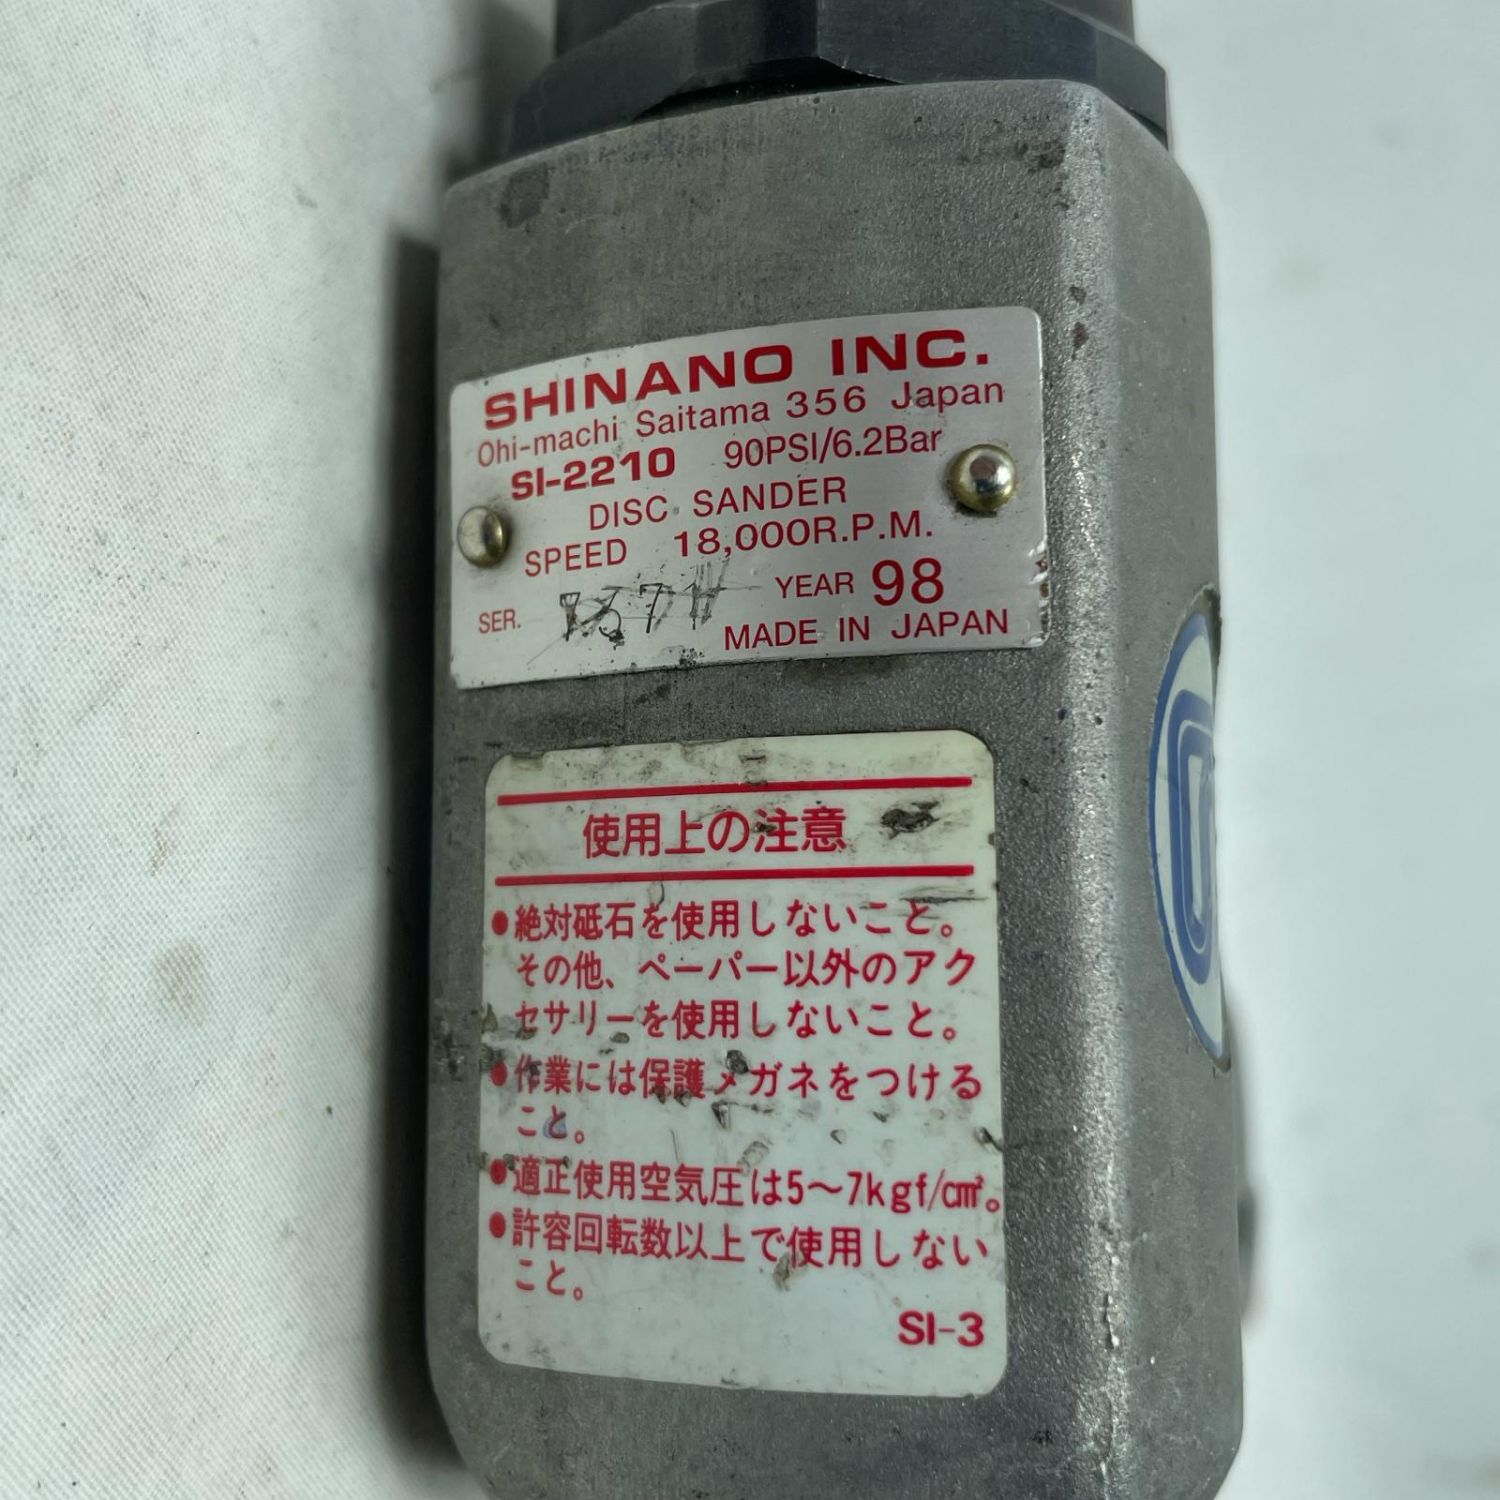 SHINANO INC.
Ohi-machi Saitama 356 Japan
SI-2210 90PSI/6.2Bar
DISC SANDER
SPEED 18,000R.P.M.
SER. YEAR 98
MADE IN JAPAN
使用上の注意
●絶対砥石を使用しないこと。
その他、ペーパー以外のアク
セサリーを使用しないこと。
●作業には保護メガネをつける
こと。
●適正使用空気圧は5〜7kgf/cm²。
●許容回転数以上で使用しない
こと。
SI-3